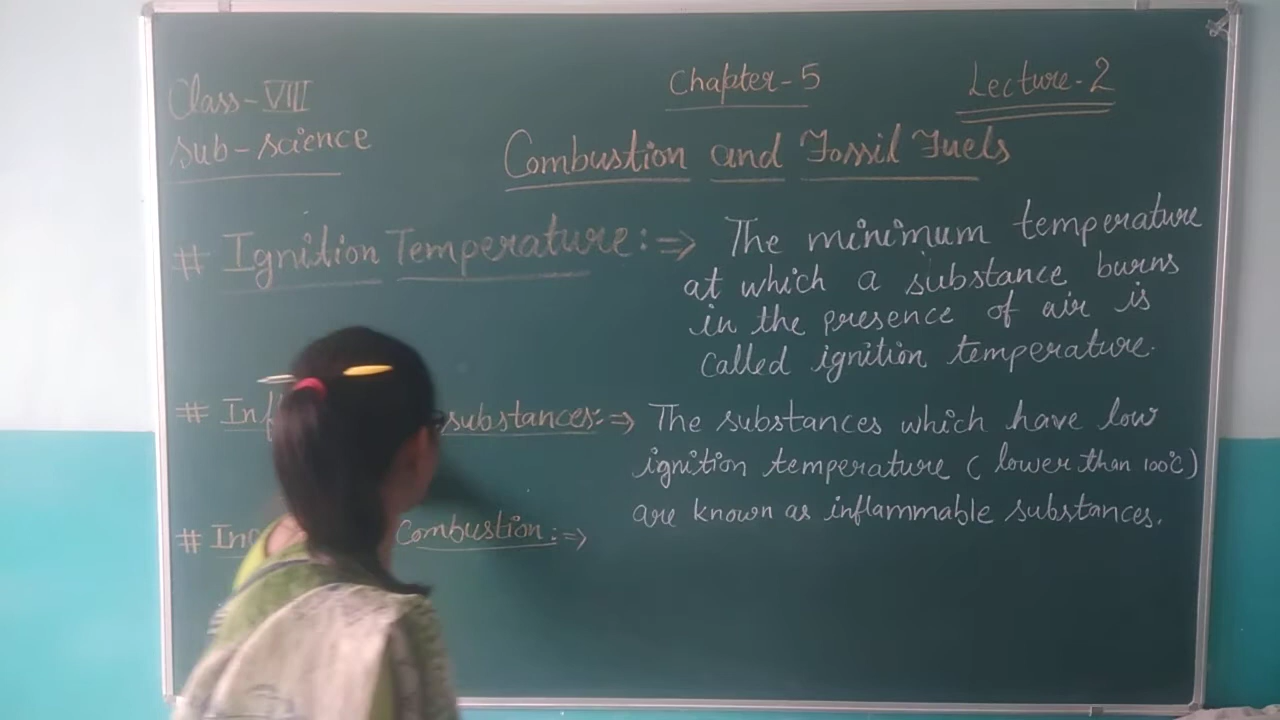 Class-VIII
Chapter-5
Lecture-2
Sub-science
Combustion and Fossil Fuels
# Ignition Temperature:⇒ The minimum temperature
at which a substance burns
in the presence of air is
called ignition temperature.
# substances:⇒ The substances which have low
ignition temperature (lower than 100°c)
are known as inflammable substances.
# Combustion:⇒